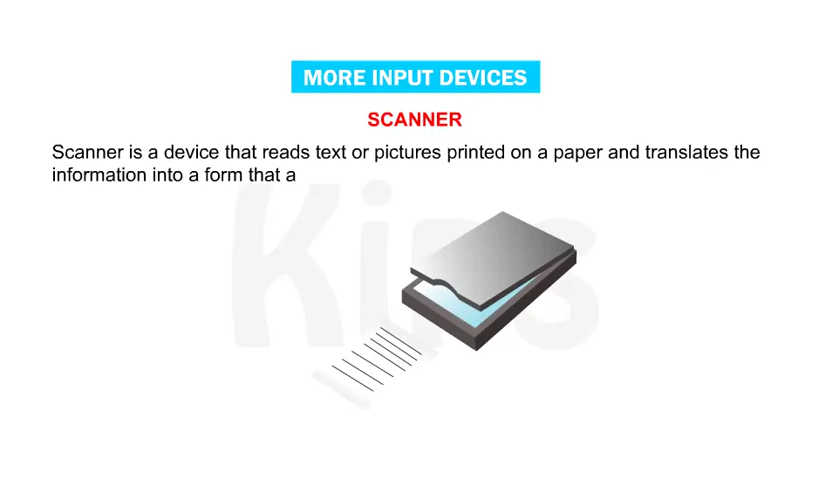 MORE INPUT DEVICES
SCANNER
Scanner is a device that reads text or pictures printed on a paper and translates the
information into a form that a
Kips